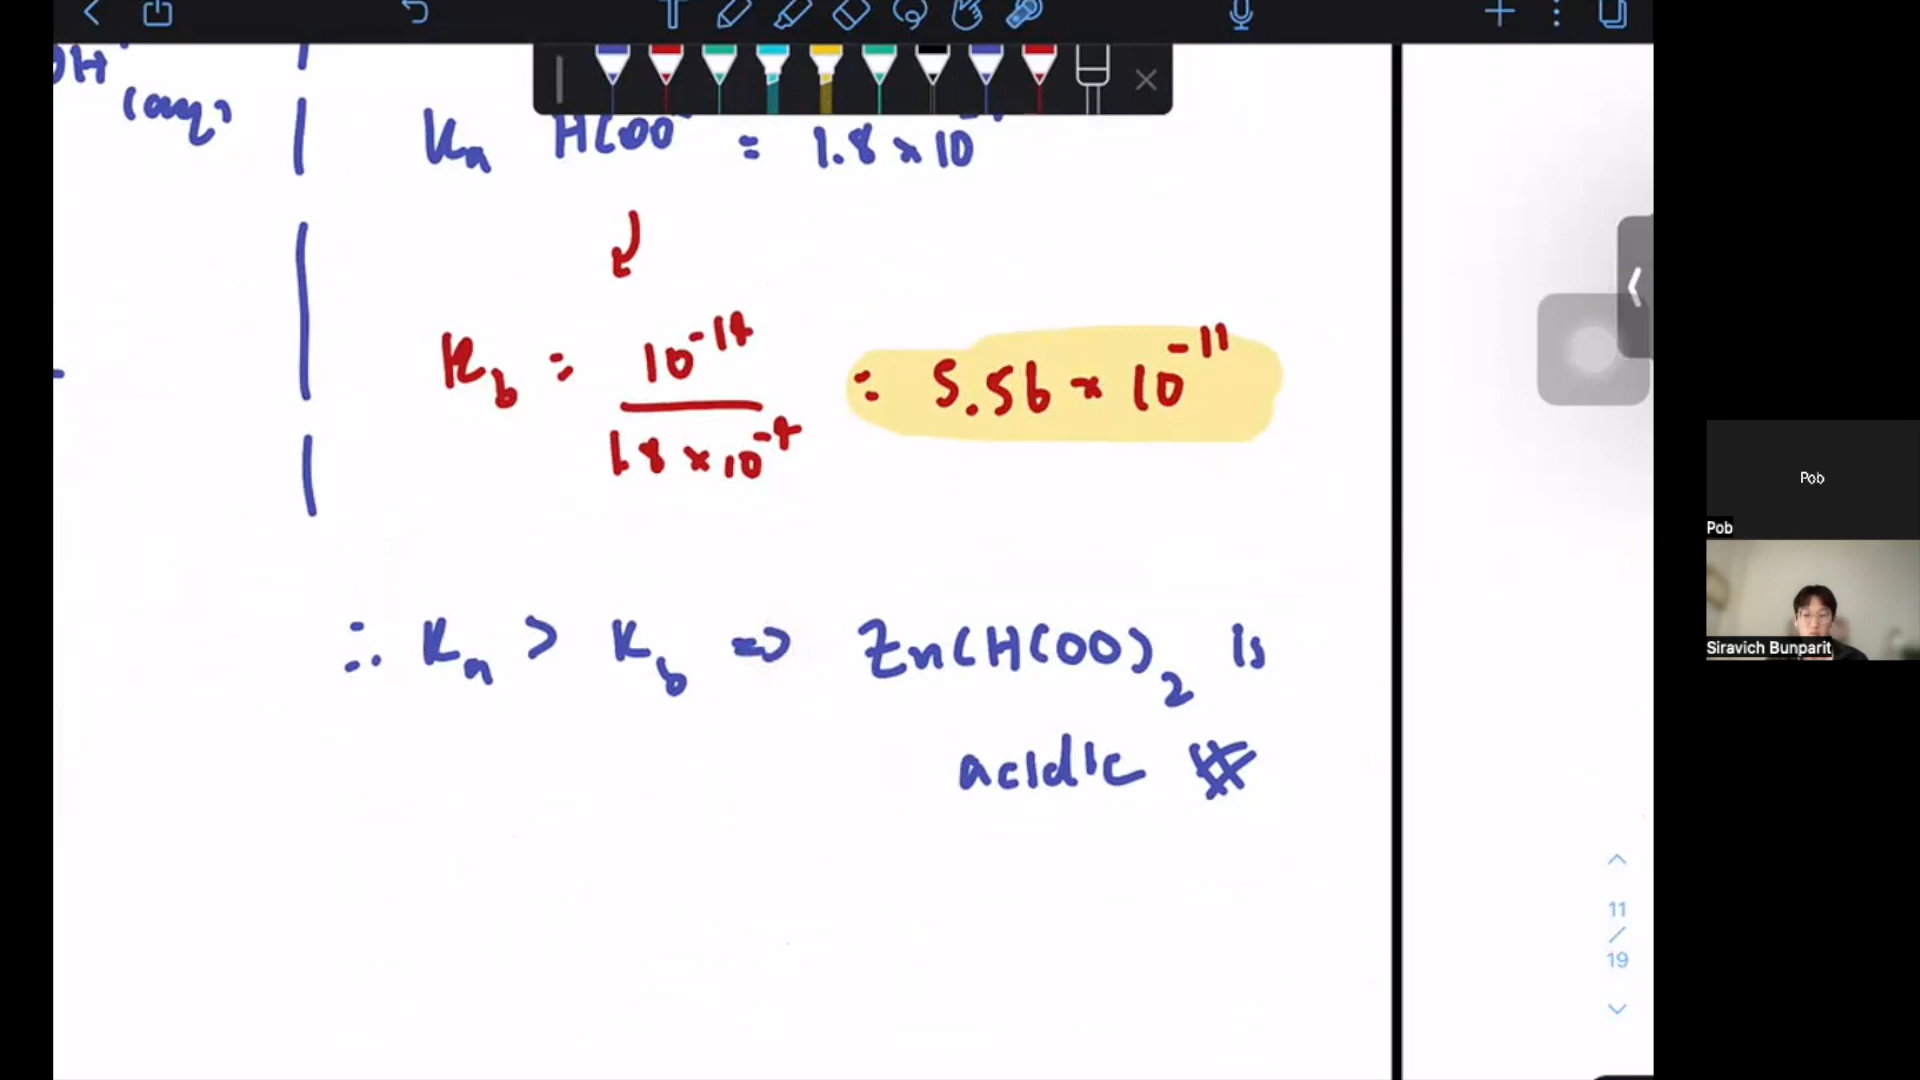 OH⁻
(aq)
Ka HCOO = 1.8 × 10⁻
Kb = 10⁻¹⁴ / 1.8 × 10⁻⁴ = 5.56 × 10⁻¹¹
∴ Ka > Kb ⇒ Zn(HCOO)₂ is
acidic #
11
/
19
Pob
Pob
Siravich Bunparit